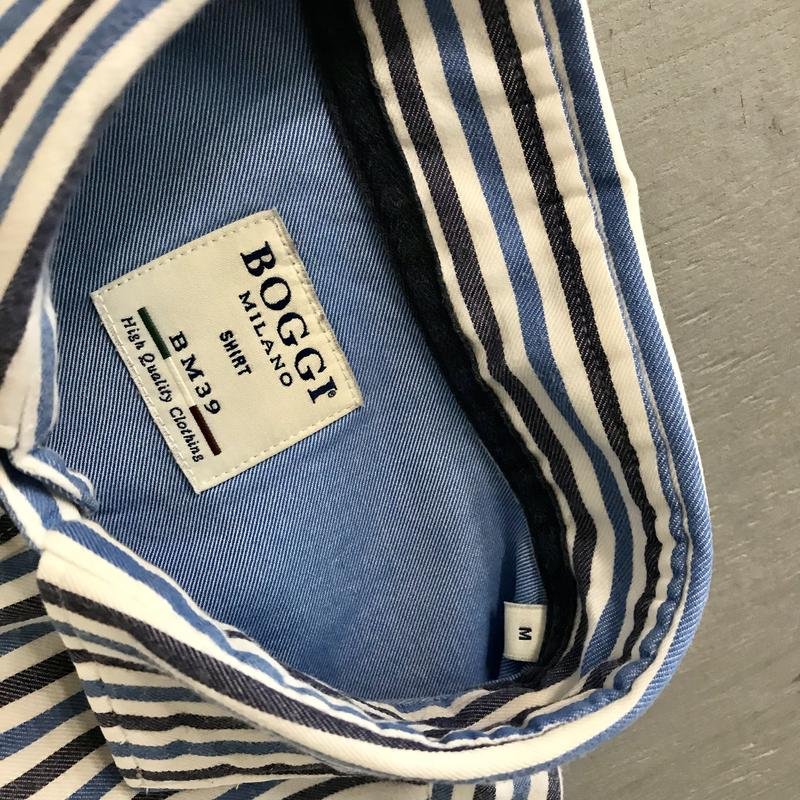 BOGGI®
MILANO
SHIRT
BM39
High Quality Clothing
M